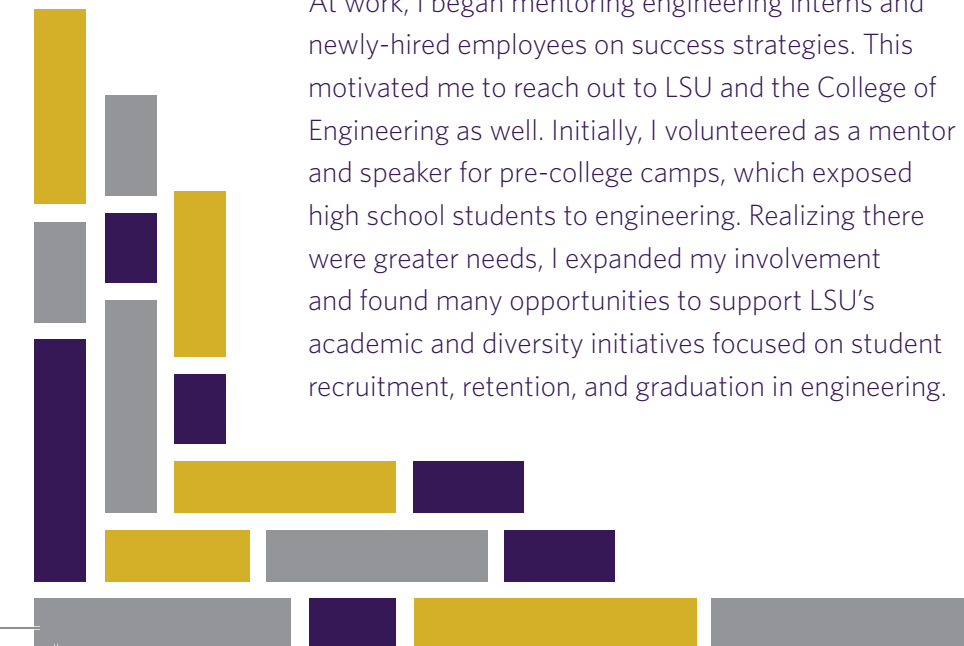 At work, I began mentoring engineering interns and
newly-hired employees on success strategies. This
motivated me to reach out to LSU and the College of
Engineering as well. Initially, I volunteered as a mentor
and speaker for pre-college camps, which exposed
high school students to engineering. Realizing there
were greater needs, I expanded my involvement
and found many opportunities to support LSU’s
academic and diversity initiatives focused on student
recruitment, retention, and graduation in engineering.